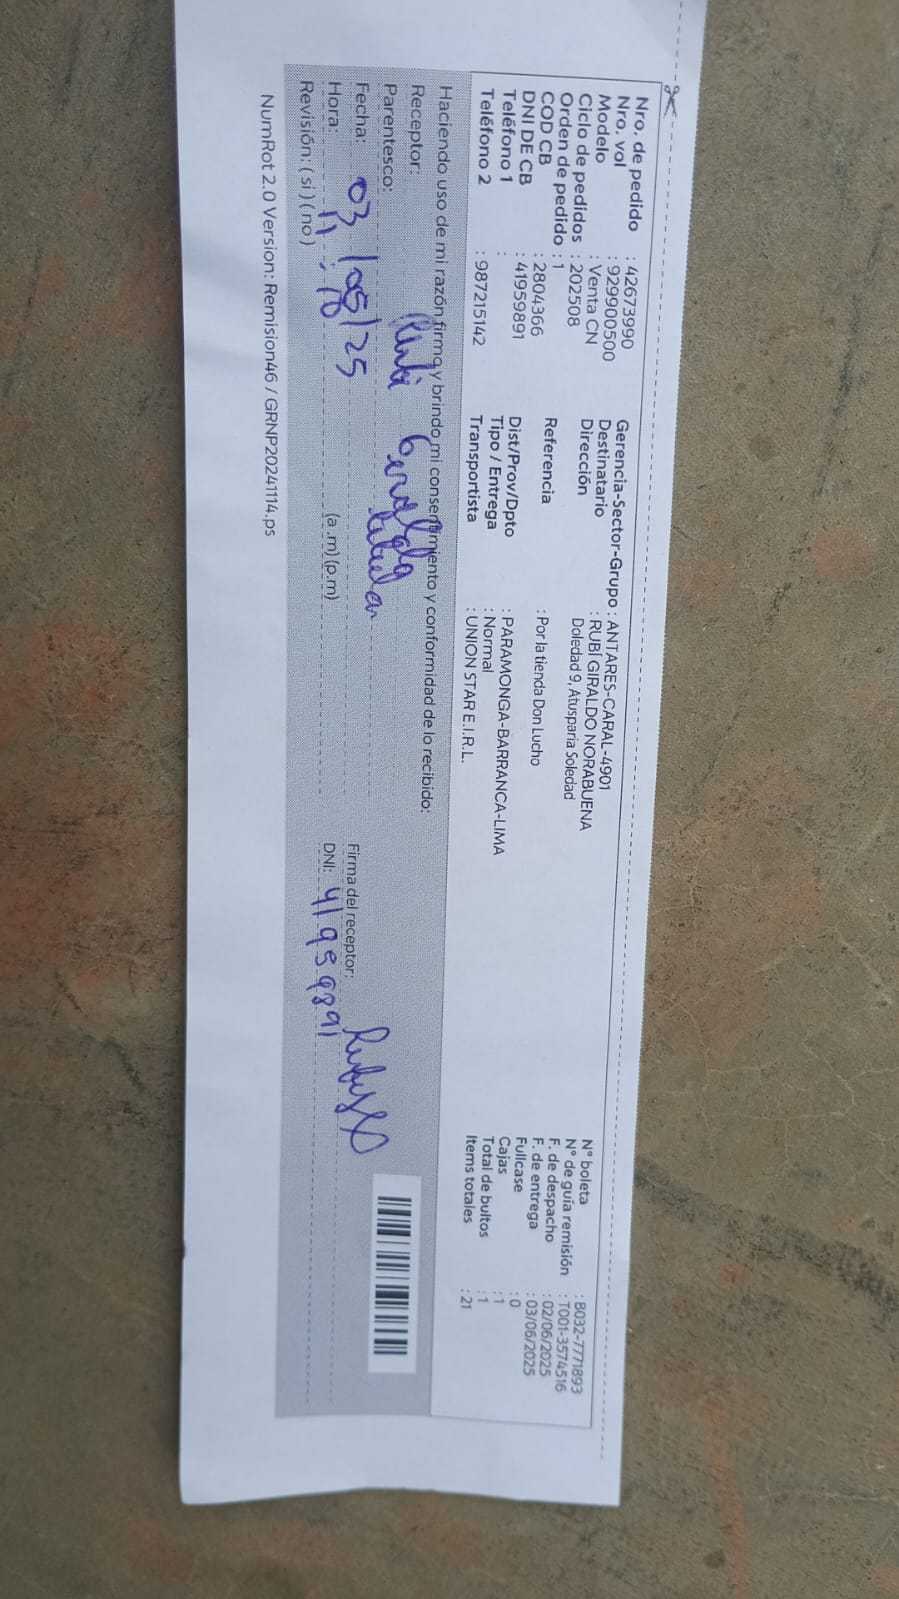 Nro. de pedido : 42673990
Nro. vol : 929900500
Modelo : Venta CN
Ciclo de pedidos : 202508
Orden de pedido : 1
COD CB : 2804366
DNI DE CB : 41959891
Teléfono 1 :
Teléfono 2 : 987215142
Gerencia-Sector-Grupo : ANTARES-CARAL-4901
Destinatario : RUBÍ GIRALDO NORABUENA
Dirección Doledad 9, Atusparia Soledad
Referencia : Por la tienda Don Lucho
Dist/Prov/Dpto : PARAMONGA-BARRANCA-LIMA
Tipo / Entrega : Normal
Transportista : UNION STAR E.I.R.L.
N° boleta : B032-7771893
N° de guía remisión : T001-3574516
F. de despacho : 02/06/2025
F. de entrega : 03/06/2025
Fullcase : 0
Cajas : 1
Total de bultos : 1
Items totales : 21
Haciendo uso de mi razón firmo y brindo mi consentimiento y conformidad de lo recibido:
Receptor: Rubi
Parentesco:
Fecha: 03
Hora: 11:10 (a.m) (p.m)
Revisión: ( si ) ( no )
Firma del receptor:
DNI: 41959891
NumRot 2.0 Version: Remision46 / GRNP20241114.ps